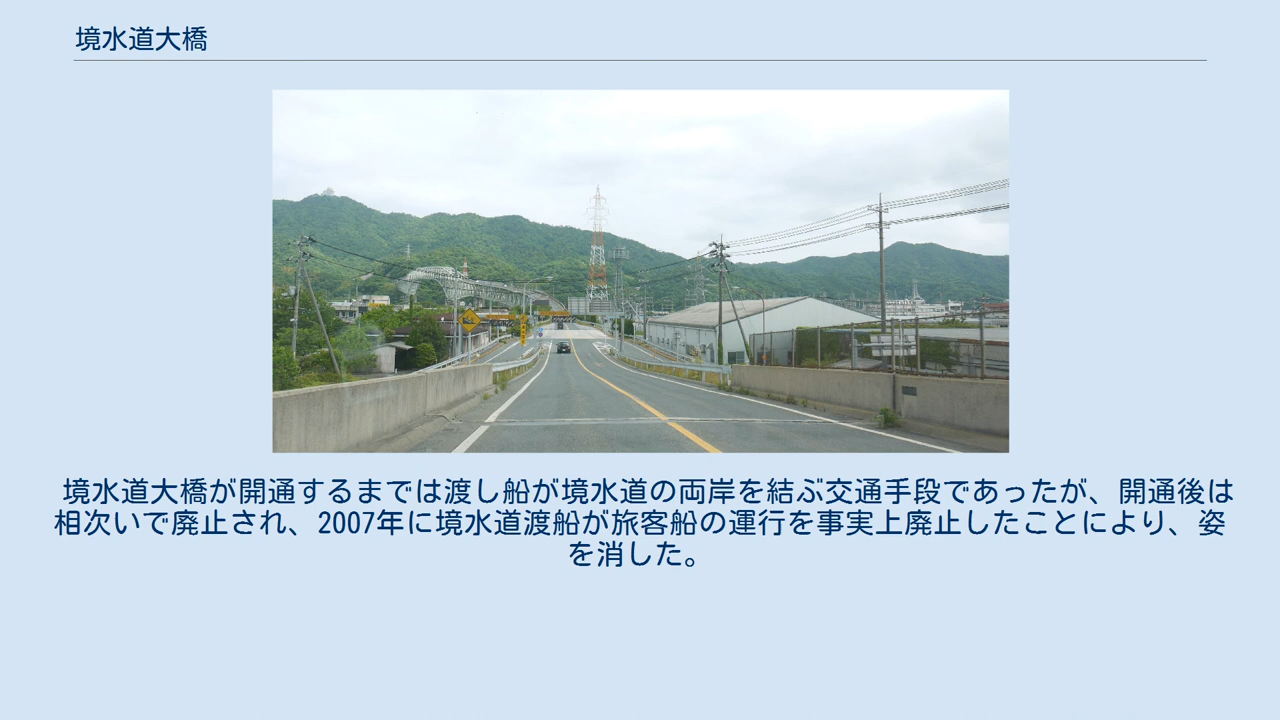 境水道大橋
境水道大橋が開通するまでは渡し船が境水道の両岸を結ぶ交通手段であったが、開通後は
相次いで廃止され、2007年に境水道渡船が旅客船の運行を事実上廃止したことにより、姿
を消した。